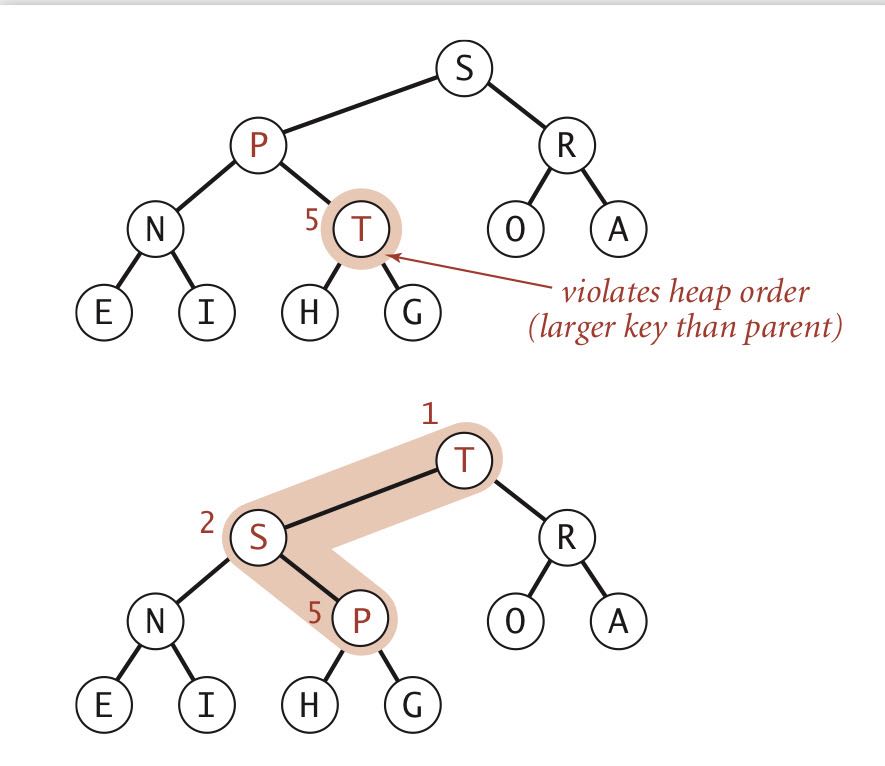 S
P R
N 5 T O A
E I H G
violates heap order
(larger key than parent)
1
T
2 S R
N 5 P O A
E I H G